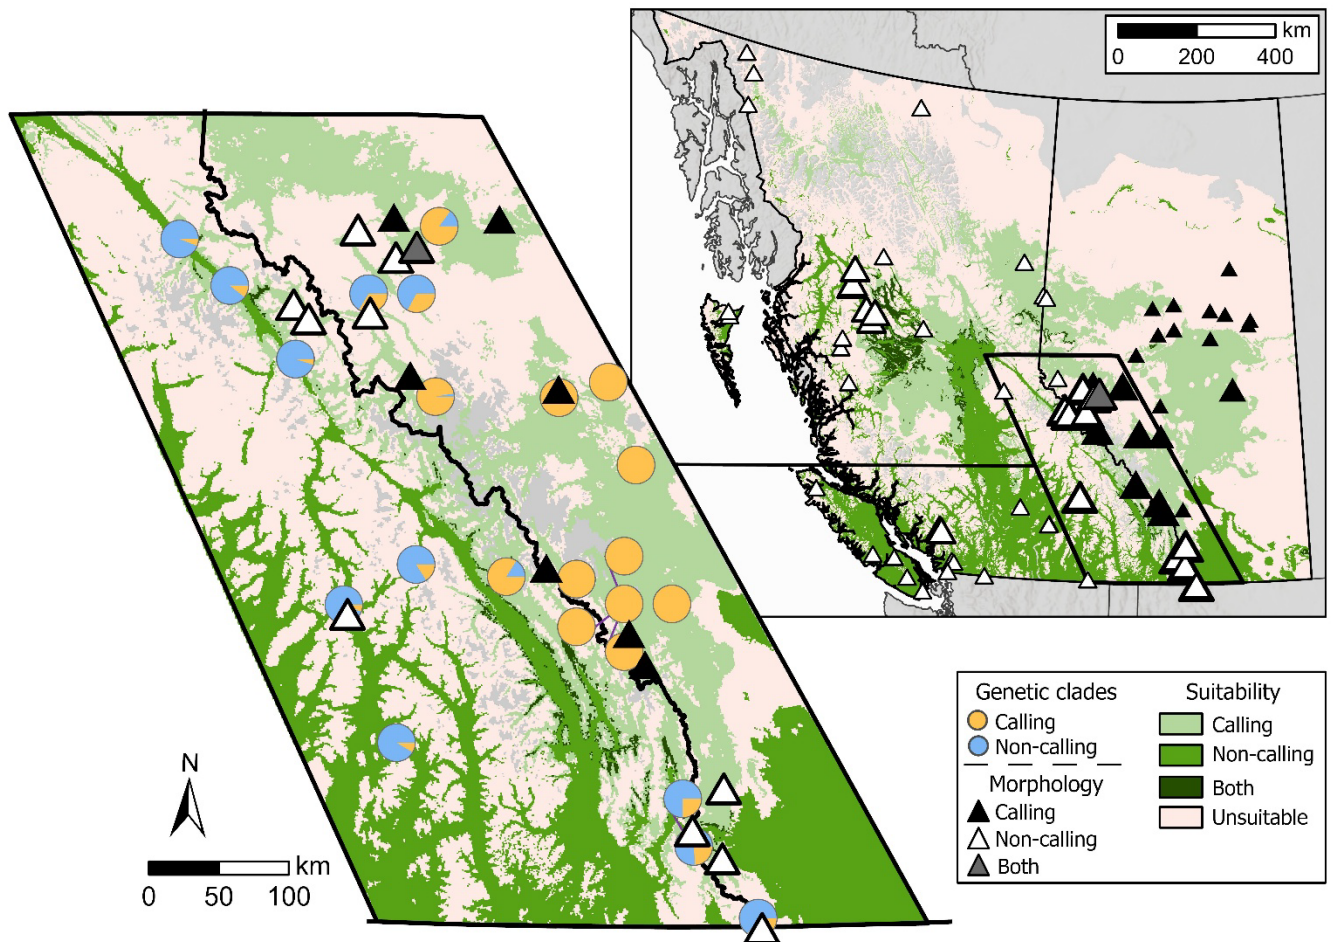 km
0 200 400
N
km
0 50 100
Genetic clades
Calling
Non-calling
Morphology
Calling
Non-calling
Both
Suitability
Calling
Non-calling
Both
Unsuitable